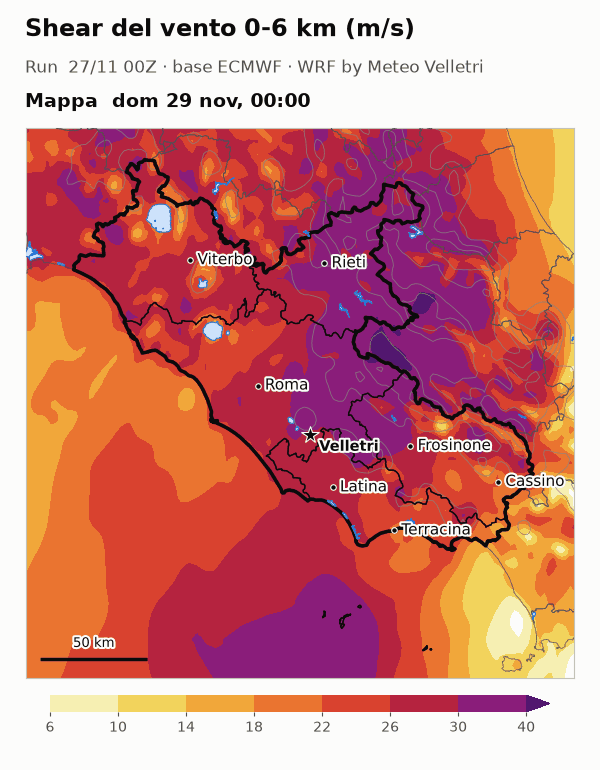 Shear del vento 0-6 km (m/s)
Run  27/11 00Z · base ECMWF · WRF by Meteo Velletri
Mappa  dom 29 nov, 00:00
Viterbo
Rieti
Roma
Velletri
Frosinone
Latina
Cassino
Terracina
50 km
6 10 14 18 22 26 30 40